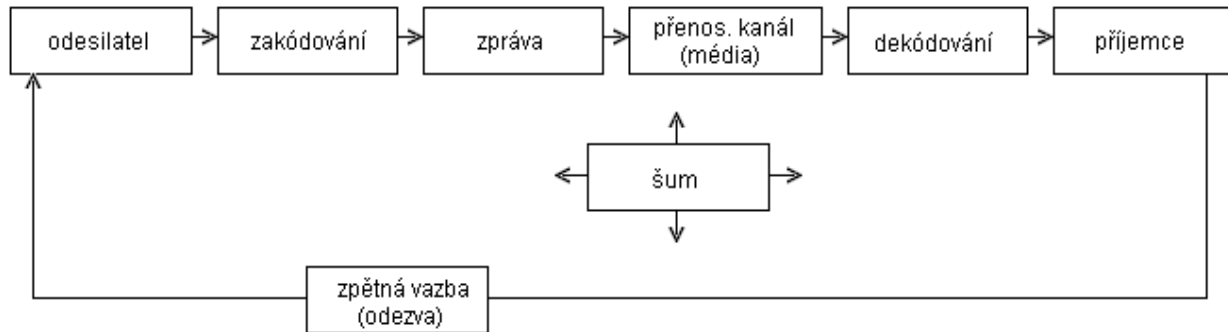 odesilatel
zakódování
zpráva
přenos. kanál
(média)
dekódování
příjemce
šum
zpětná vazba
(odezva)